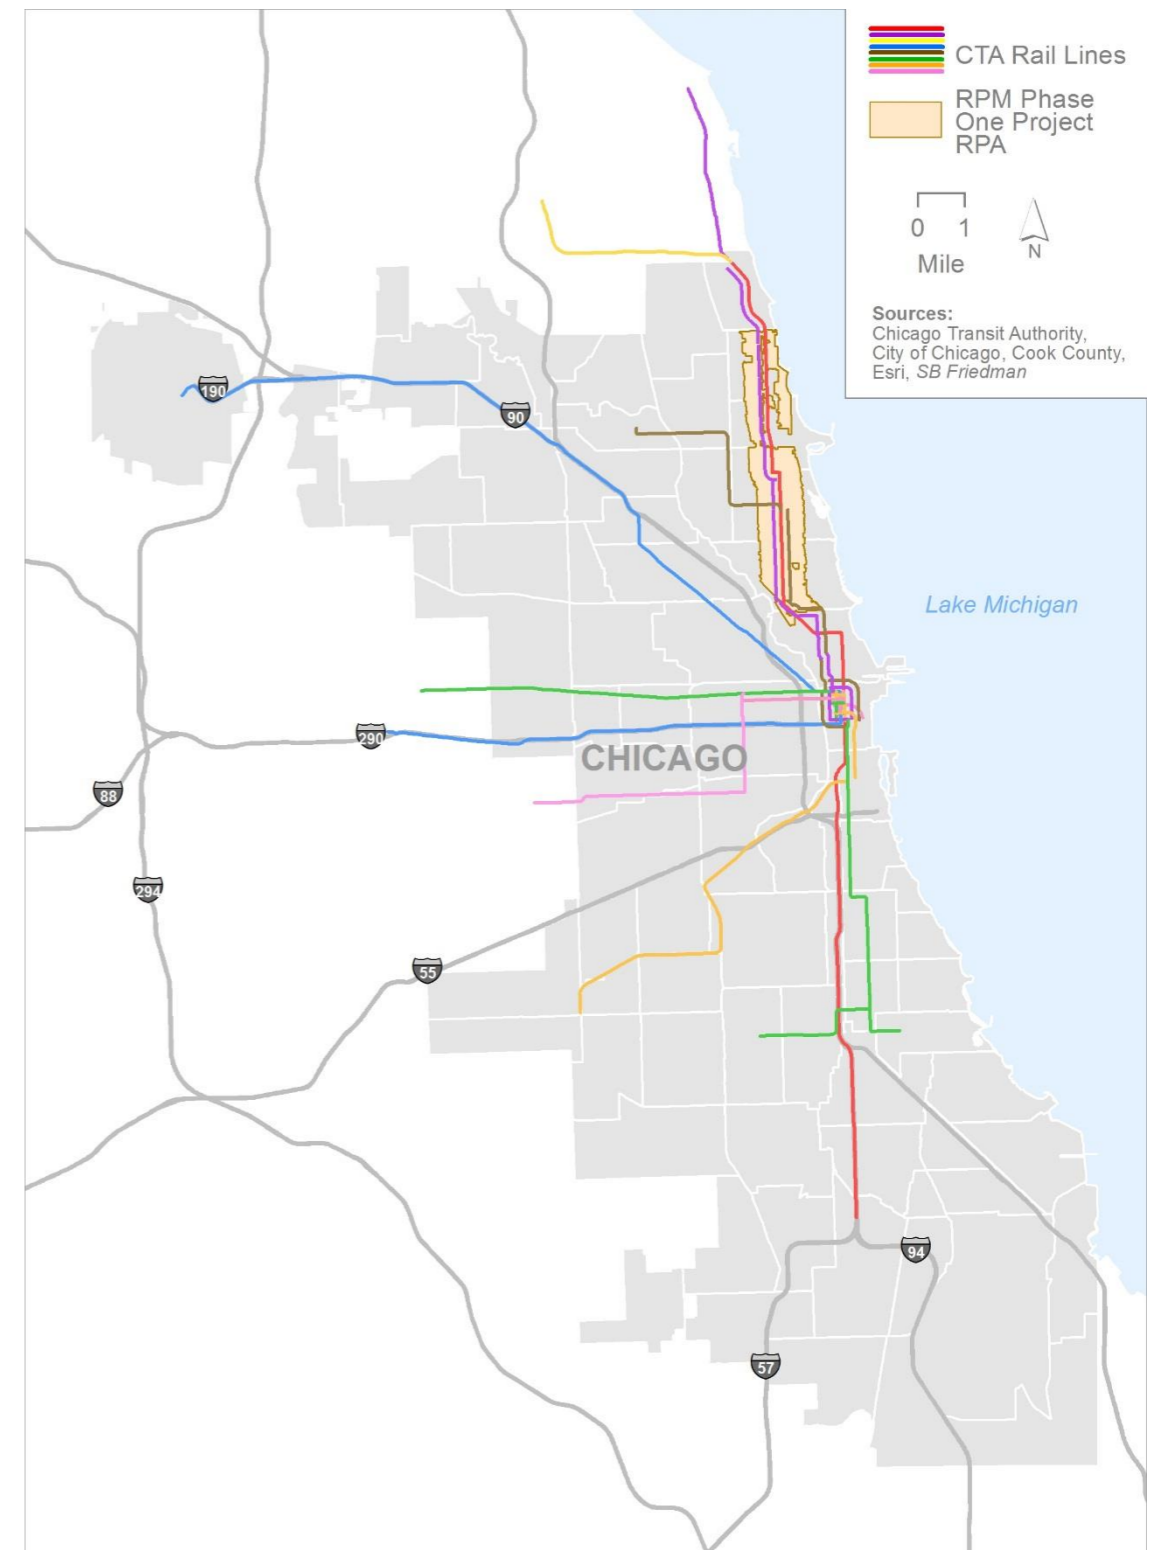 CTA Rail Lines
RPM Phase
One Project
RPA
0 1
Mile
N
Sources:
Chicago Transit Authority,
City of Chicago, Cook County,
Esri, SB Friedman
190
90
Lake Michigan
290
CHICAGO
88
294
55
94
57